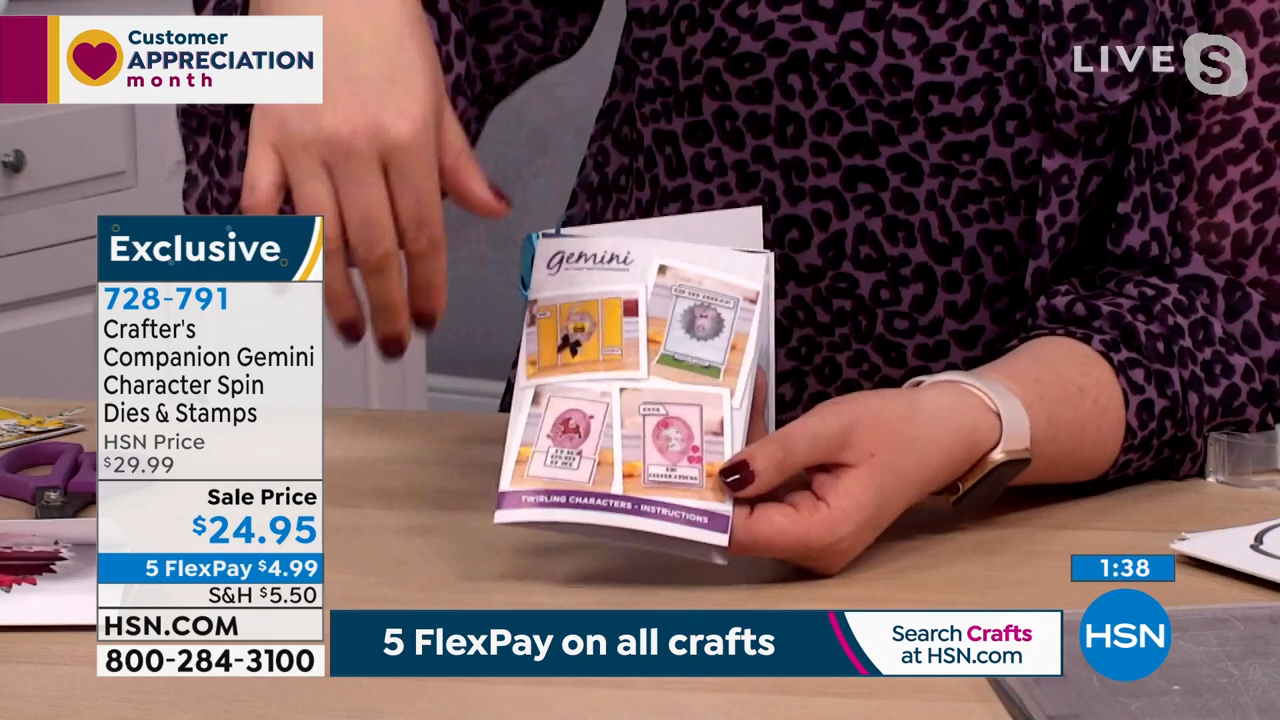 Customer
APPRECIATION
month
LIVE S
Exclusive
728-791
Crafter's
Companion Gemini
Character Spin
Dies & Stamps
HSN Price
$29.99
Sale Price
$24.95
5 FlexPay $4.99
S&H $5.50
HSN.COM
800-284-3100
gemini
TWIRLING CHARACTERS - INSTRUCTIONS
1:38
5 FlexPay on all crafts
Search Crafts
at HSN.com
HSN